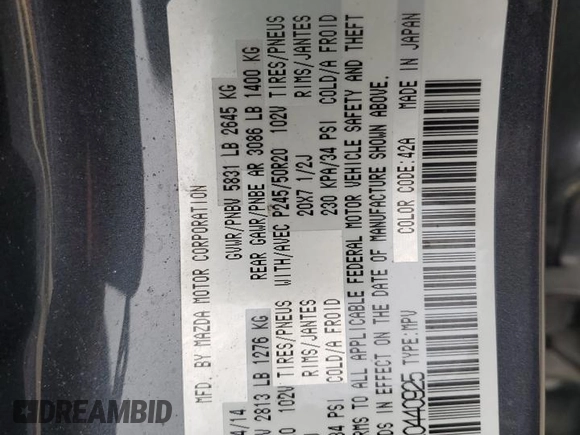 MFD. BY MAZDA MOTOR CORPORATION
4/14 GVWR/PNBV 5831 LB 2645 KG
2813 LB 1276 KG REAR GAWR/PNBE AR 3086 LB 1400 KG
102V TIRES/PNEUS WITH/AVEC P245/50R20 102V TIRES/PNEUS
RIMS/JANTES 20X7 1/2J RIMS/JANTES
34 PSI COLD/A FROID 230 KPA/34 PSI COLD/A FROID
TO ALL APPLICABLE FEDERAL MOTOR VEHICLE SAFETY AND THEFT
IN EFFECT ON THE DATE OF MANUFACTURE SHOWN ABOVE.
0440925 TYPE:MPV COLOR CODE:42A MADE IN JAPAN
DREAMBID